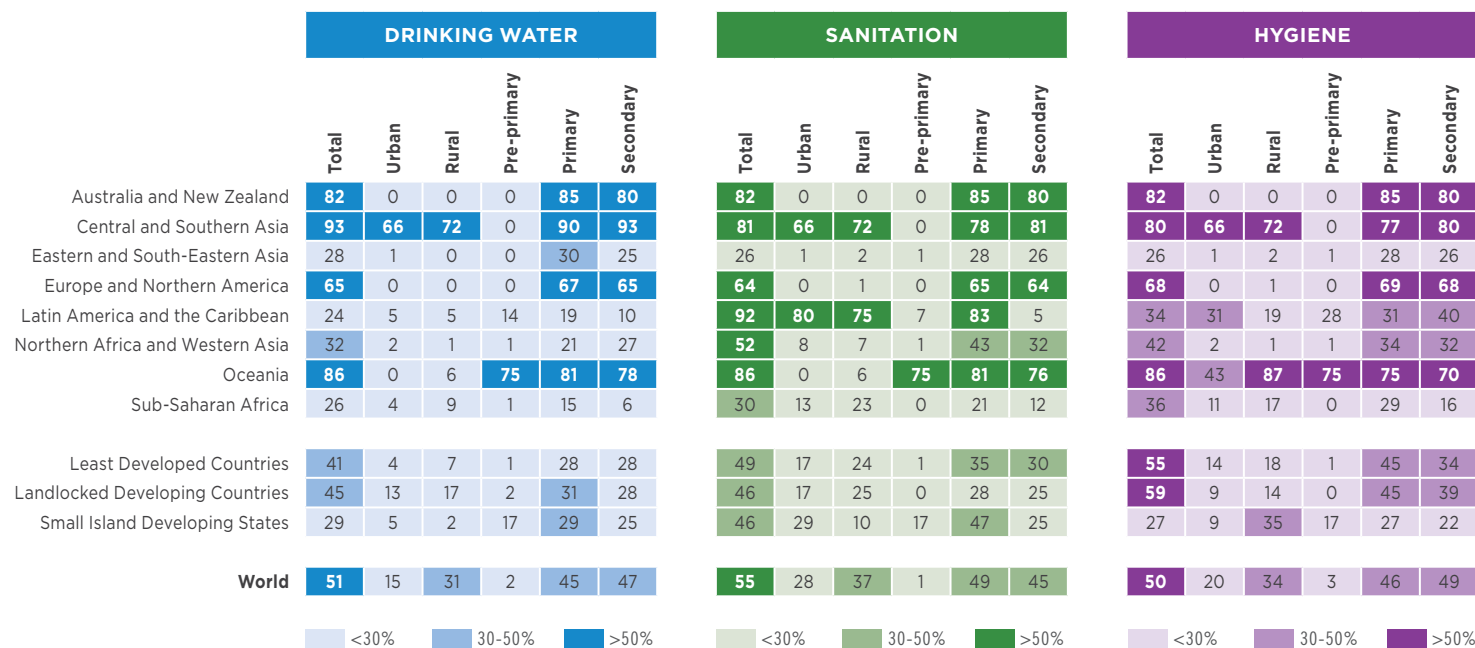 DRINKING WATER SANITATION HYGIENE
Total Urban Rural Pre-primary Primary Secondary Total Urban Rural Pre-primary Primary Secondary Total Urban Rural Pre-primary Primary Secondary
Australia and New Zealand 82 0 0 0 85 80 82 0 0 0 85 80 82 0 0 0 85 80
Central and Southern Asia 93 66 72 0 90 93 81 66 72 0 78 81 80 66 72 0 77 80
Eastern and South-Eastern Asia 28 1 0 0 30 25 26 1 2 1 28 26 26 1 2 1 28 26
Europe and Northern America 65 0 0 0 67 65 64 0 1 0 65 64 68 0 1 0 69 68
Latin America and the Caribbean 24 5 5 14 19 10 92 80 75 7 83 5 34 31 19 28 31 40
Northern Africa and Western Asia 32 2 1 1 21 27 52 8 7 1 43 32 42 2 1 1 34 32
Oceania 86 0 6 75 81 78 86 0 6 75 81 76 86 43 87 75 75 70
Sub-Saharan Africa 26 4 9 1 15 6 30 13 23 0 21 12 36 11 17 0 29 16
Least Developed Countries 41 4 7 1 28 28 49 17 24 1 35 30 55 14 18 1 45 34
Landlocked Developing Countries 45 13 17 2 31 28 46 17 25 0 28 25 59 9 14 0 45 39
Small Island Developing States 29 5 2 17 29 25 46 29 10 17 47 25 27 9 35 17 27 22
World 51 15 31 2 45 47 55 28 37 1 49 45 50 20 34 3 46 49
<30% 30-50% >50% <30% 30-50% >50% <30% 30-50% >50%